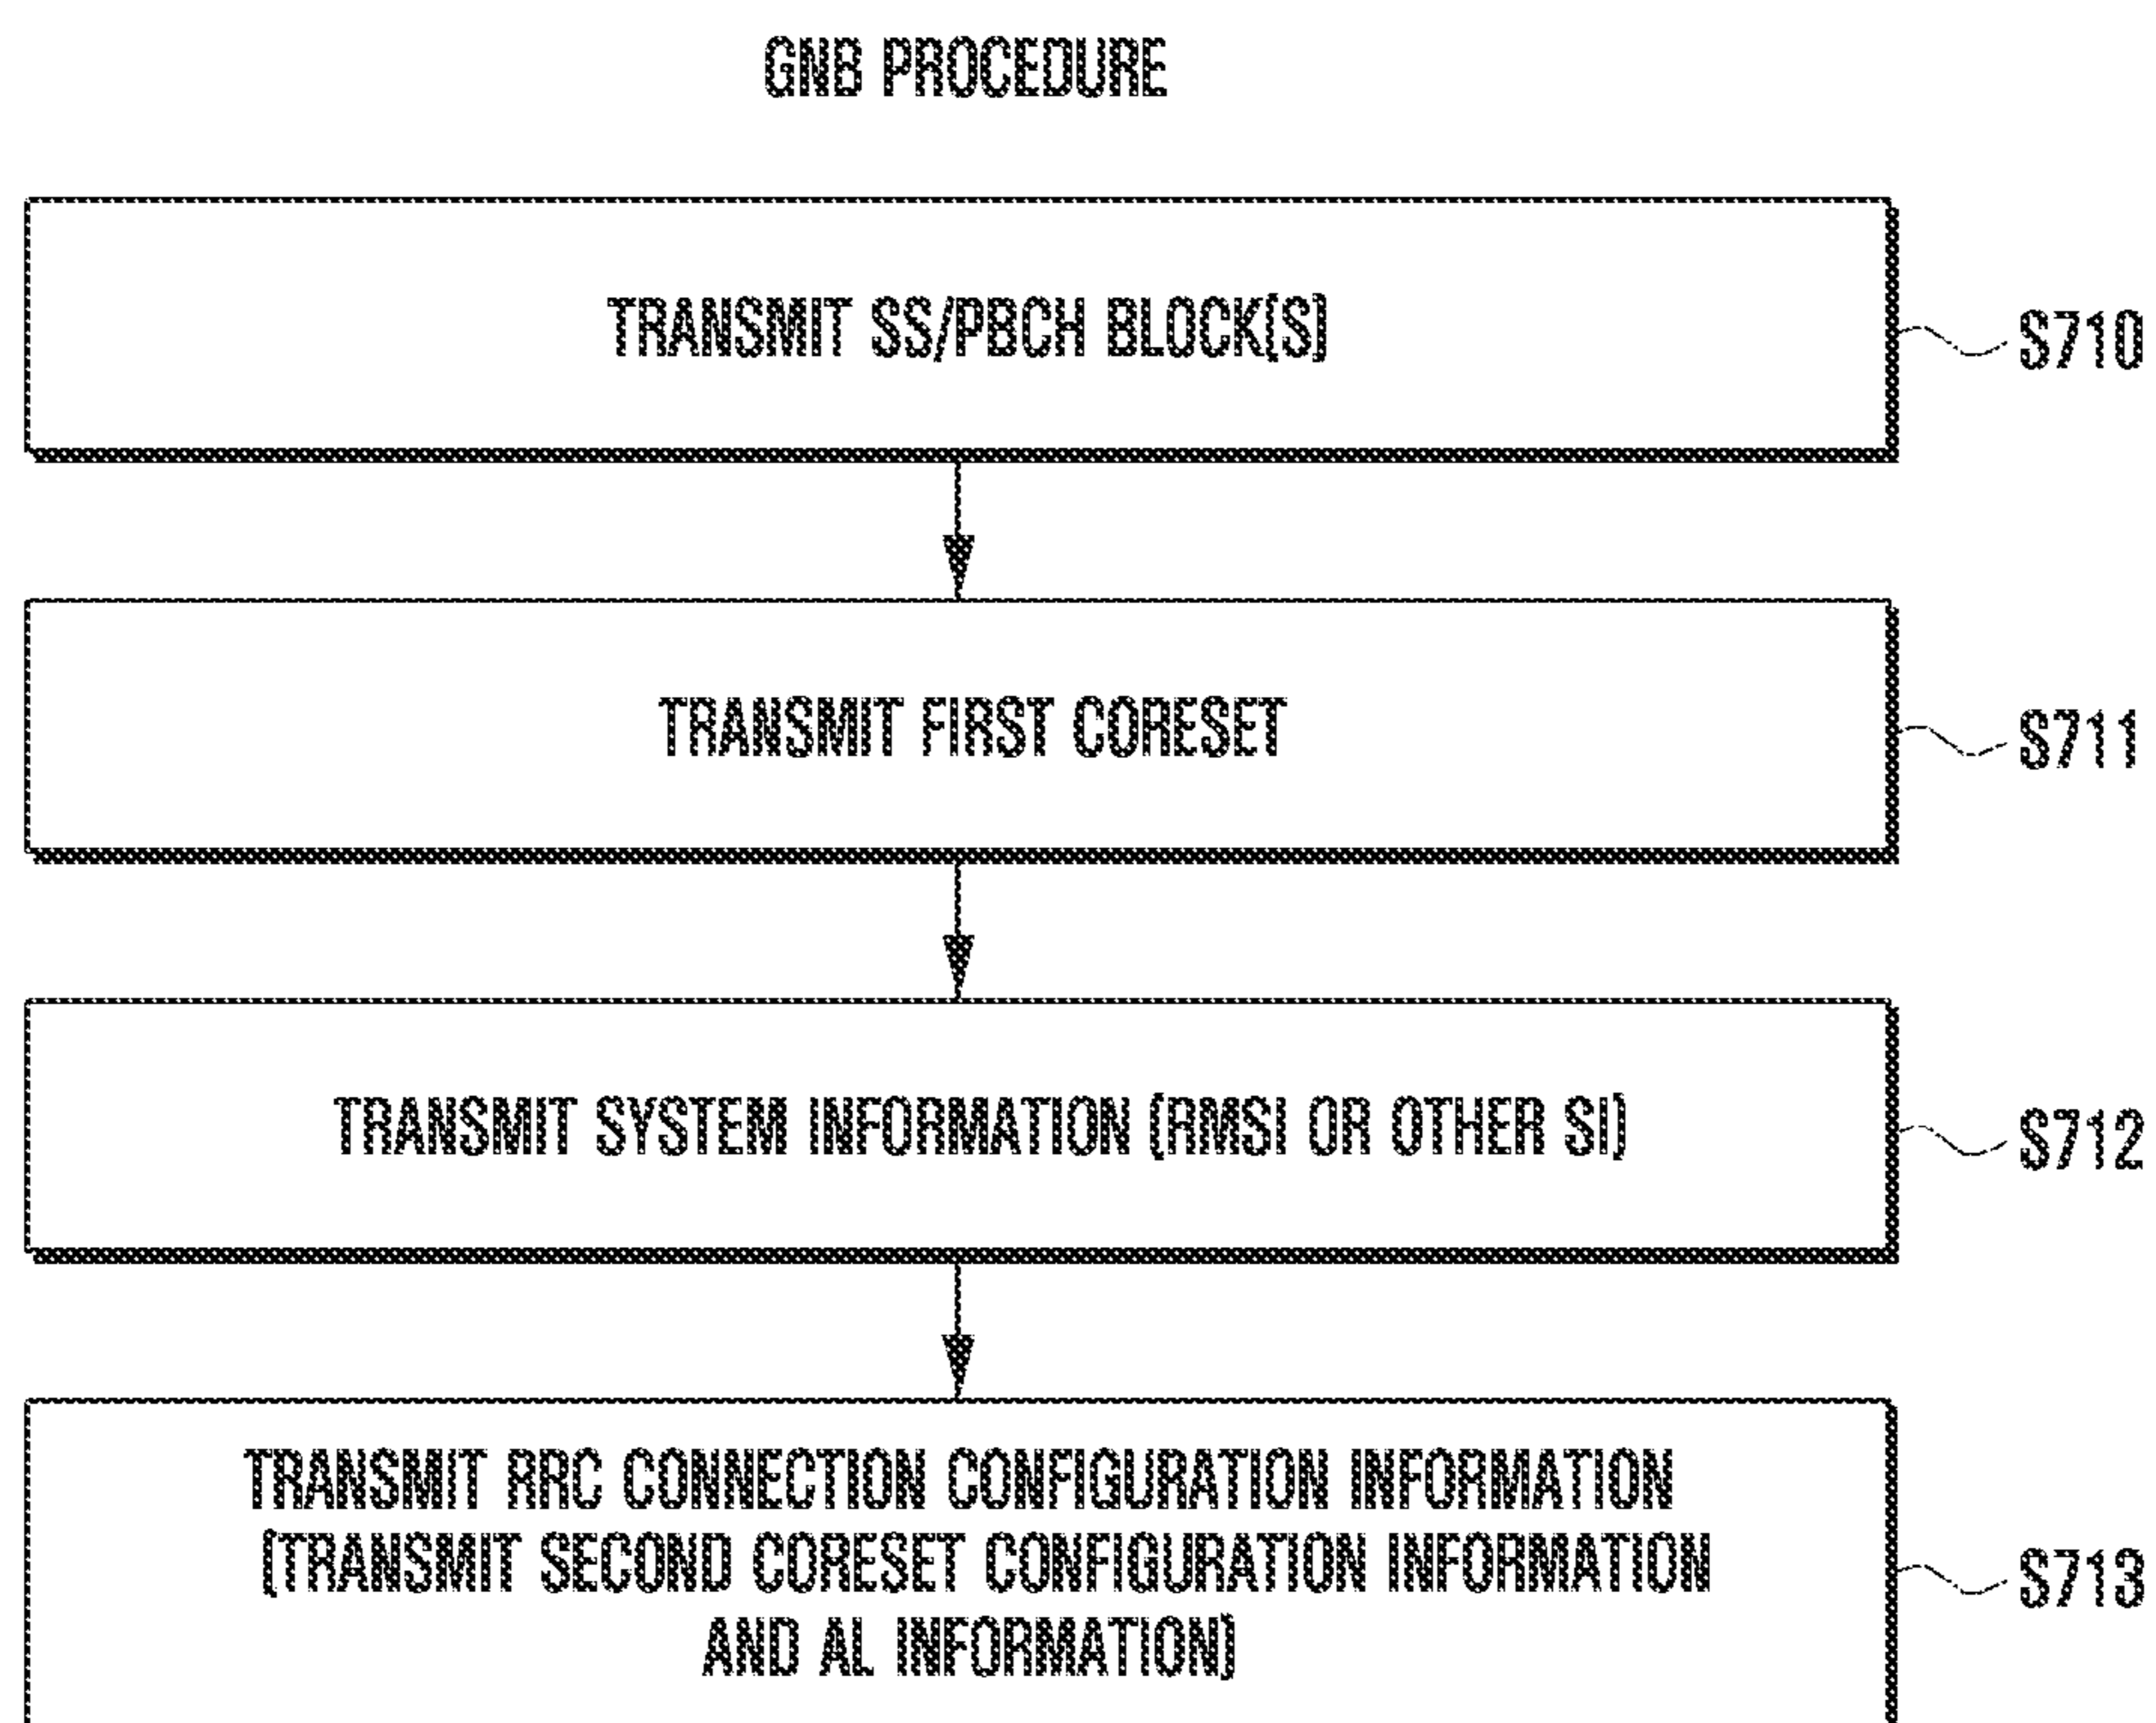 GNB PROCEDURE
TRANSMIT SS/PBCH BLOCK(S)
S710
TRANSMIT FIRST CORESET
S711
TRANSMIT SYSTEM INFORMATION (RMSI OR OTHER SI)
S712
TRANSMIT RRC CONNECTION CONFIGURATION INFORMATION
(TRANSMIT SECOND CORESET CONFIGURATION INFORMATION
AND AL INFORMATION)
S713